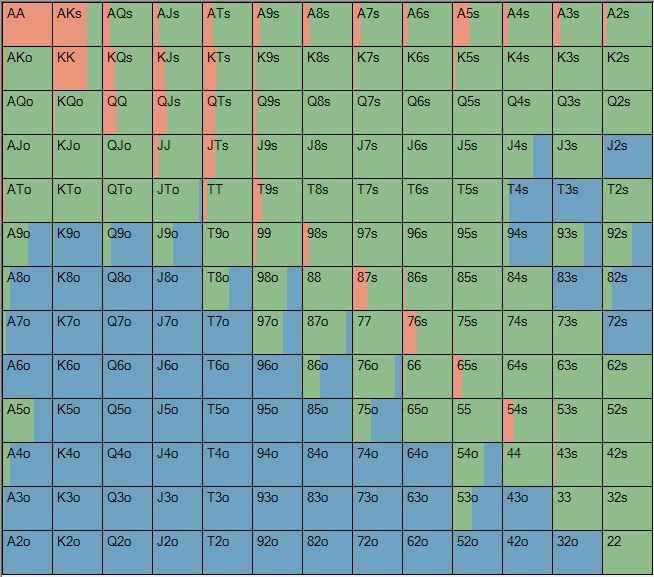 AA AKs AQs AJs ATs A9s A8s A7s A6s A5s A4s A3s A2s
AKo KK KQs KJs KTs K9s K8s K7s K6s K5s K4s K3s K2s
AQo KQo QQ QJs QTs Q9s Q8s Q7s Q6s Q5s Q4s Q3s Q2s
AJo KJo QJo JJ JTs J9s J8s J7s J6s J5s J4s J3s J2s
ATo KTo QTo JTo TT T9s T8s T7s T6s T5s T4s T3s T2s
A9o K9o Q9o J9o T9o 99 98s 97s 96s 95s 94s 93s 92s
A8o K8o Q8o J8o T8o 98o 88 87s 86s 85s 84s 83s 82s
A7o K7o Q7o J7o T7o 97o 87o 77 76s 75s 74s 73s 72s
A6o K6o Q6o J6o T6o 96o 86o 76o 66 65s 64s 63s 62s
A5o K5o Q5o J5o T5o 95o 85o 75o 65o 55 54s 53s 52s
A4o K4o Q4o J4o T4o 94o 84o 74o 64o 54o 44 43s 42s
A3o K3o Q3o J3o T3o 93o 83o 73o 63o 53o 43o 33 32s
A2o K2o Q2o J2o T2o 92o 82o 72o 62o 52o 42o 32o 22